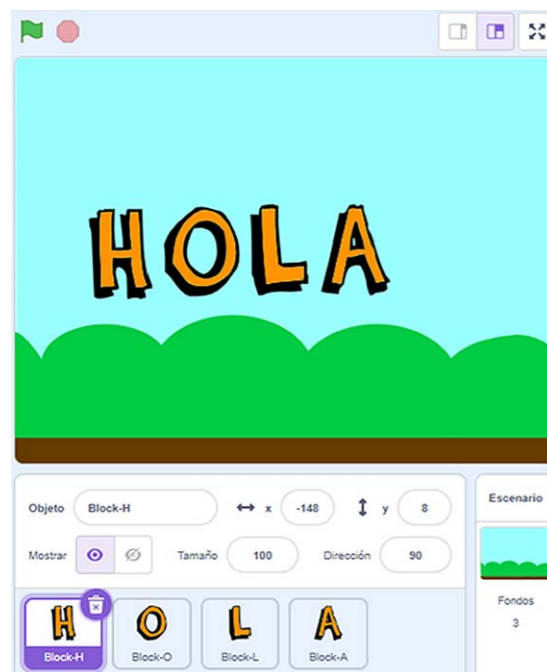 HOLA
Objeto Block-H x -148 y 8
Mostrar Tamaño 100 Dirección 90
H O L A
Block-H Block-O Block-L Block-A
Escenario
Fondos
3